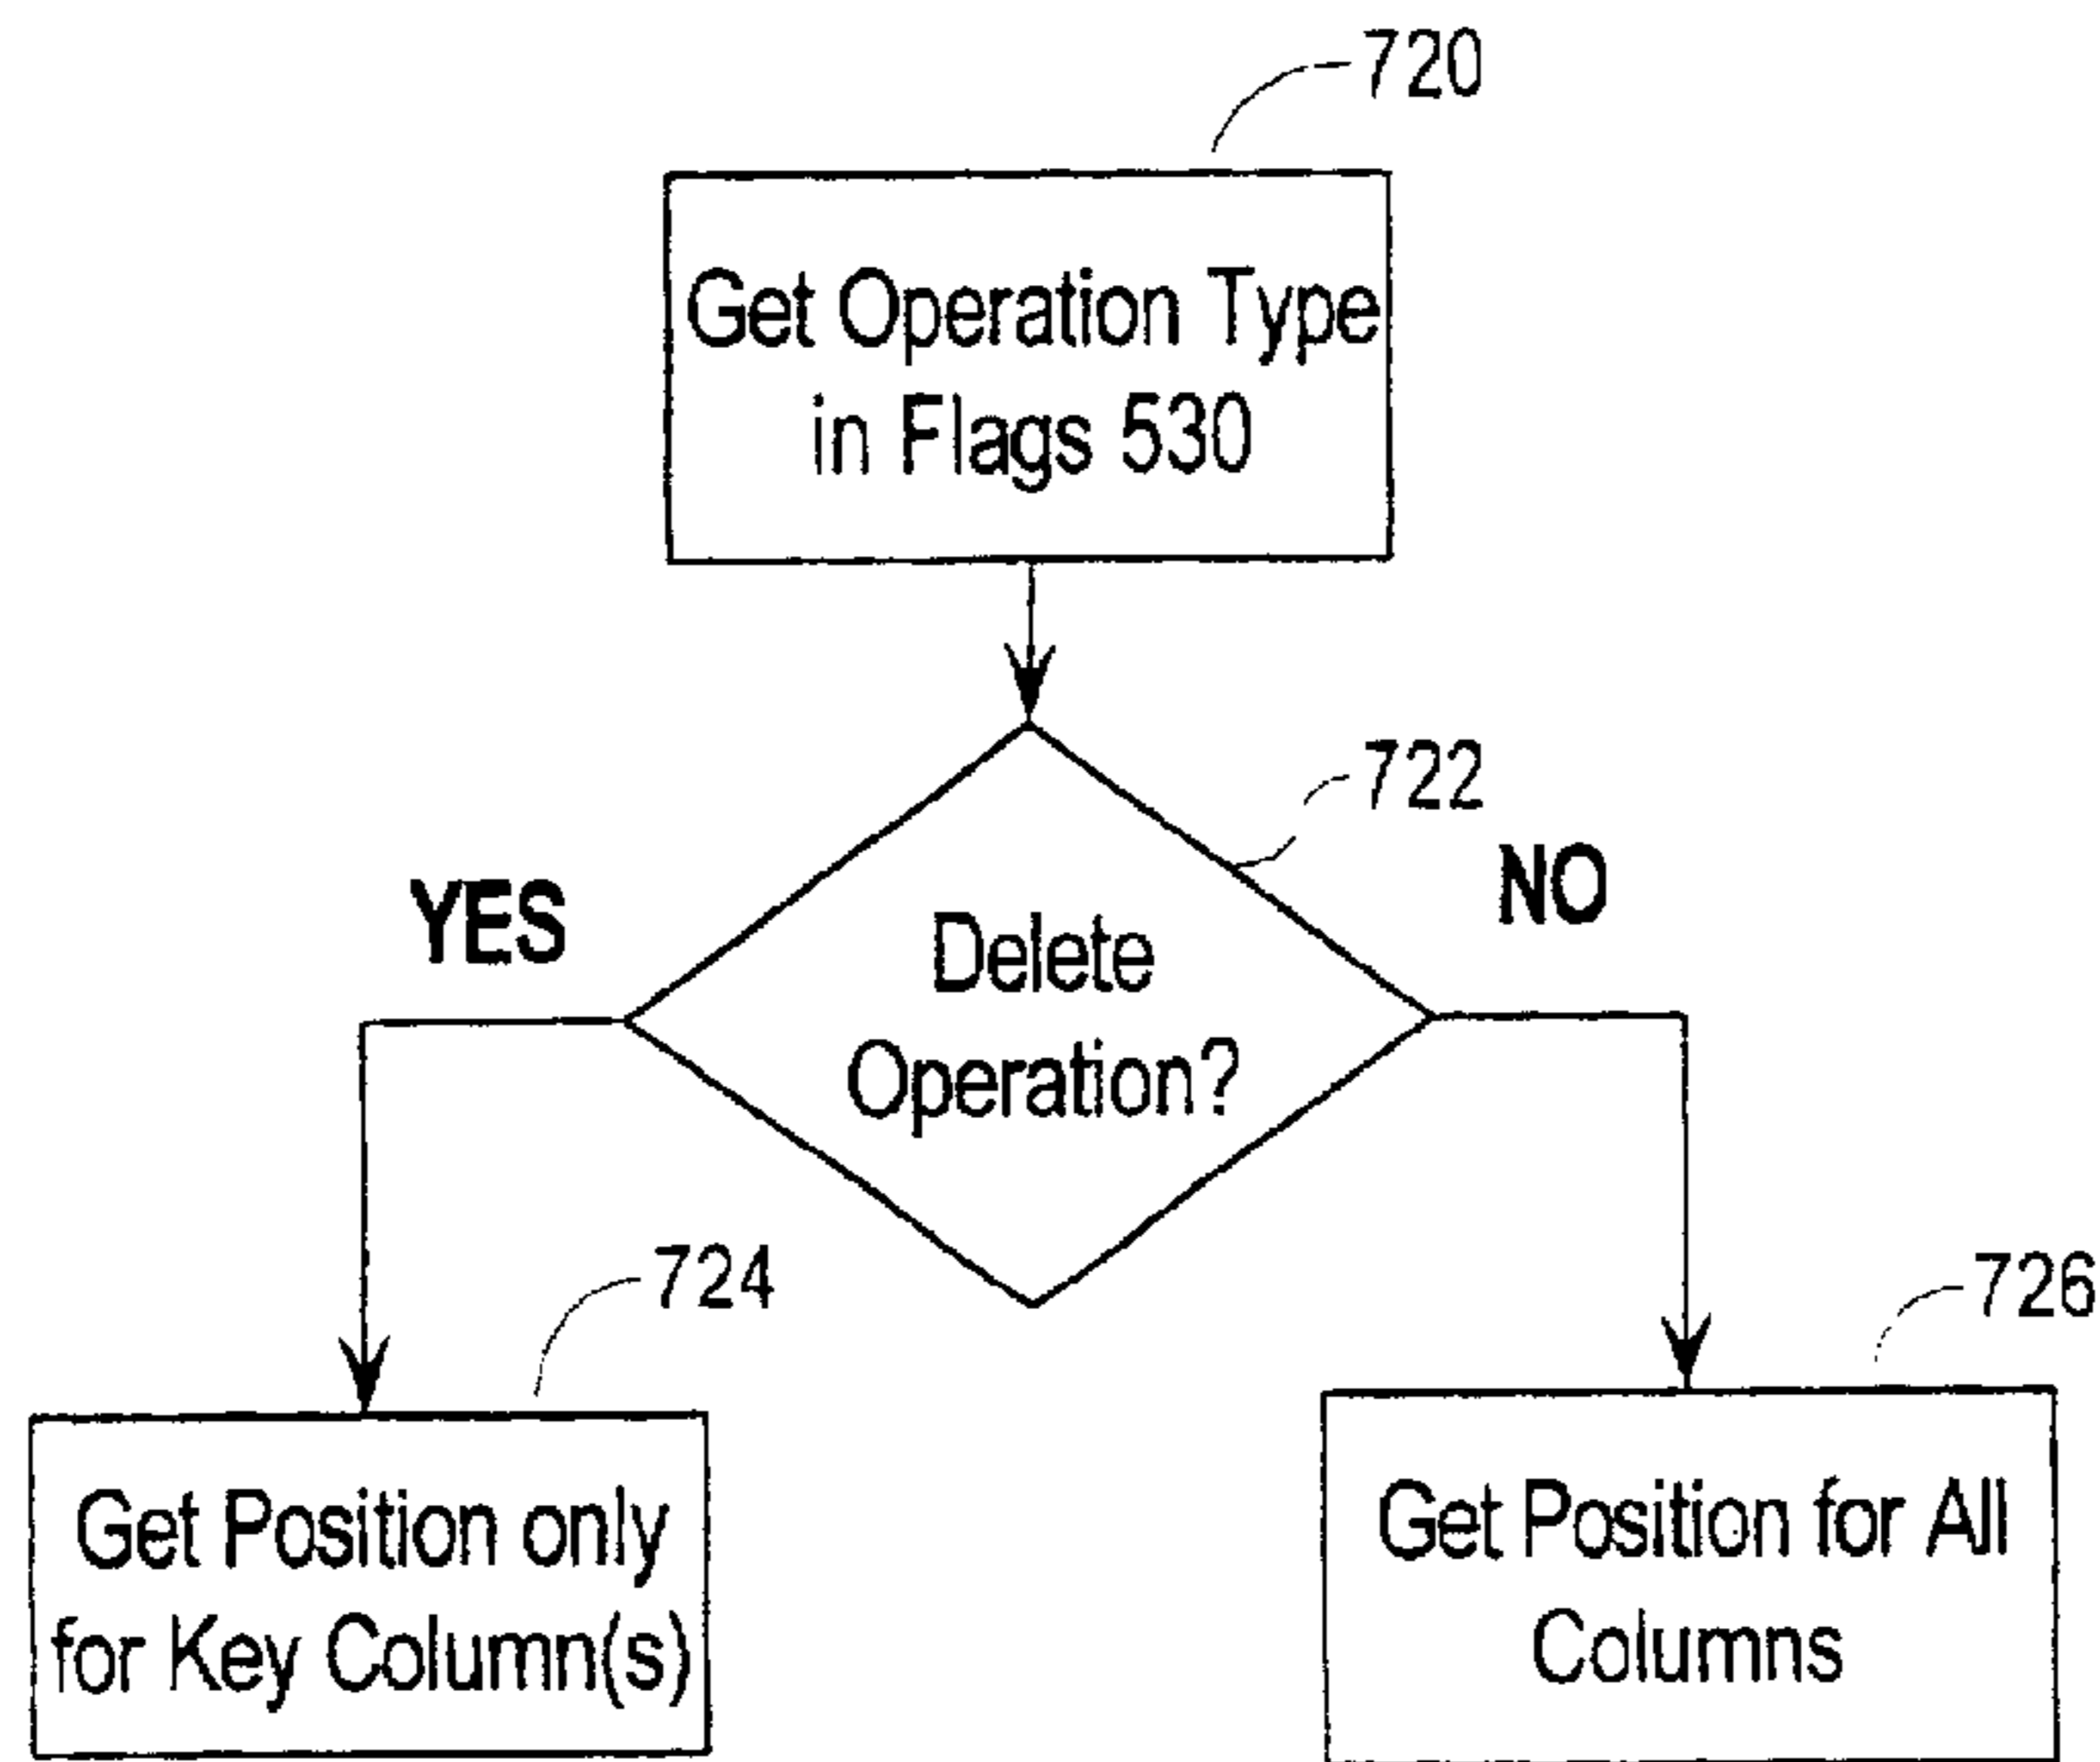 720
Get Operation Type
in Flags 530
722
YES
NO
Delete
Operation?
724
726
Get Position only
for Key Column(s)
Get Position for All
Columns